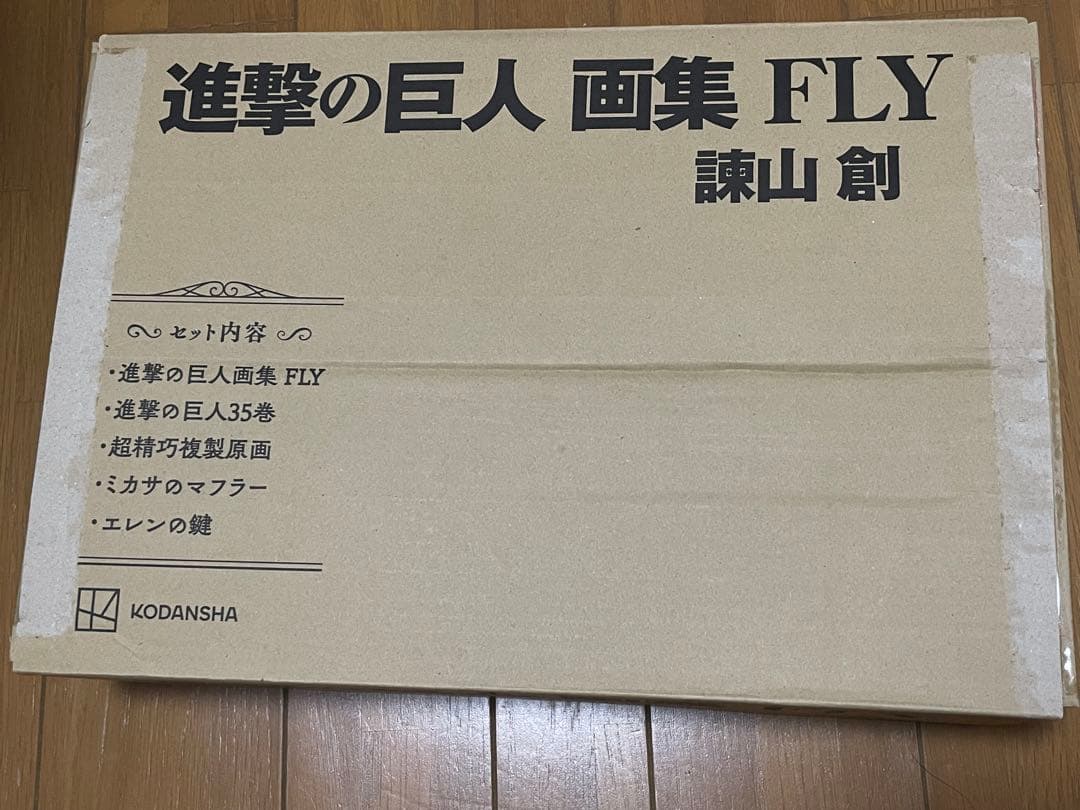 進撃の巨人 画集 FLY
諫山 創
セット内容
・進撃の巨人画集 FLY
・進撃の巨人35巻
・超精巧複製原画
・ミカサのマフラー
・エレンの鍵
KODANSHA